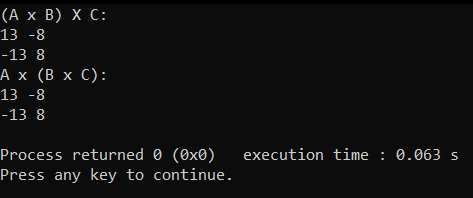 (A x B) X C:
13 -8
-13 8
A x (B x C):
13 -8
-13 8
Process returned 0 (0x0)   execution time : 0.063 s
Press any key to continue.